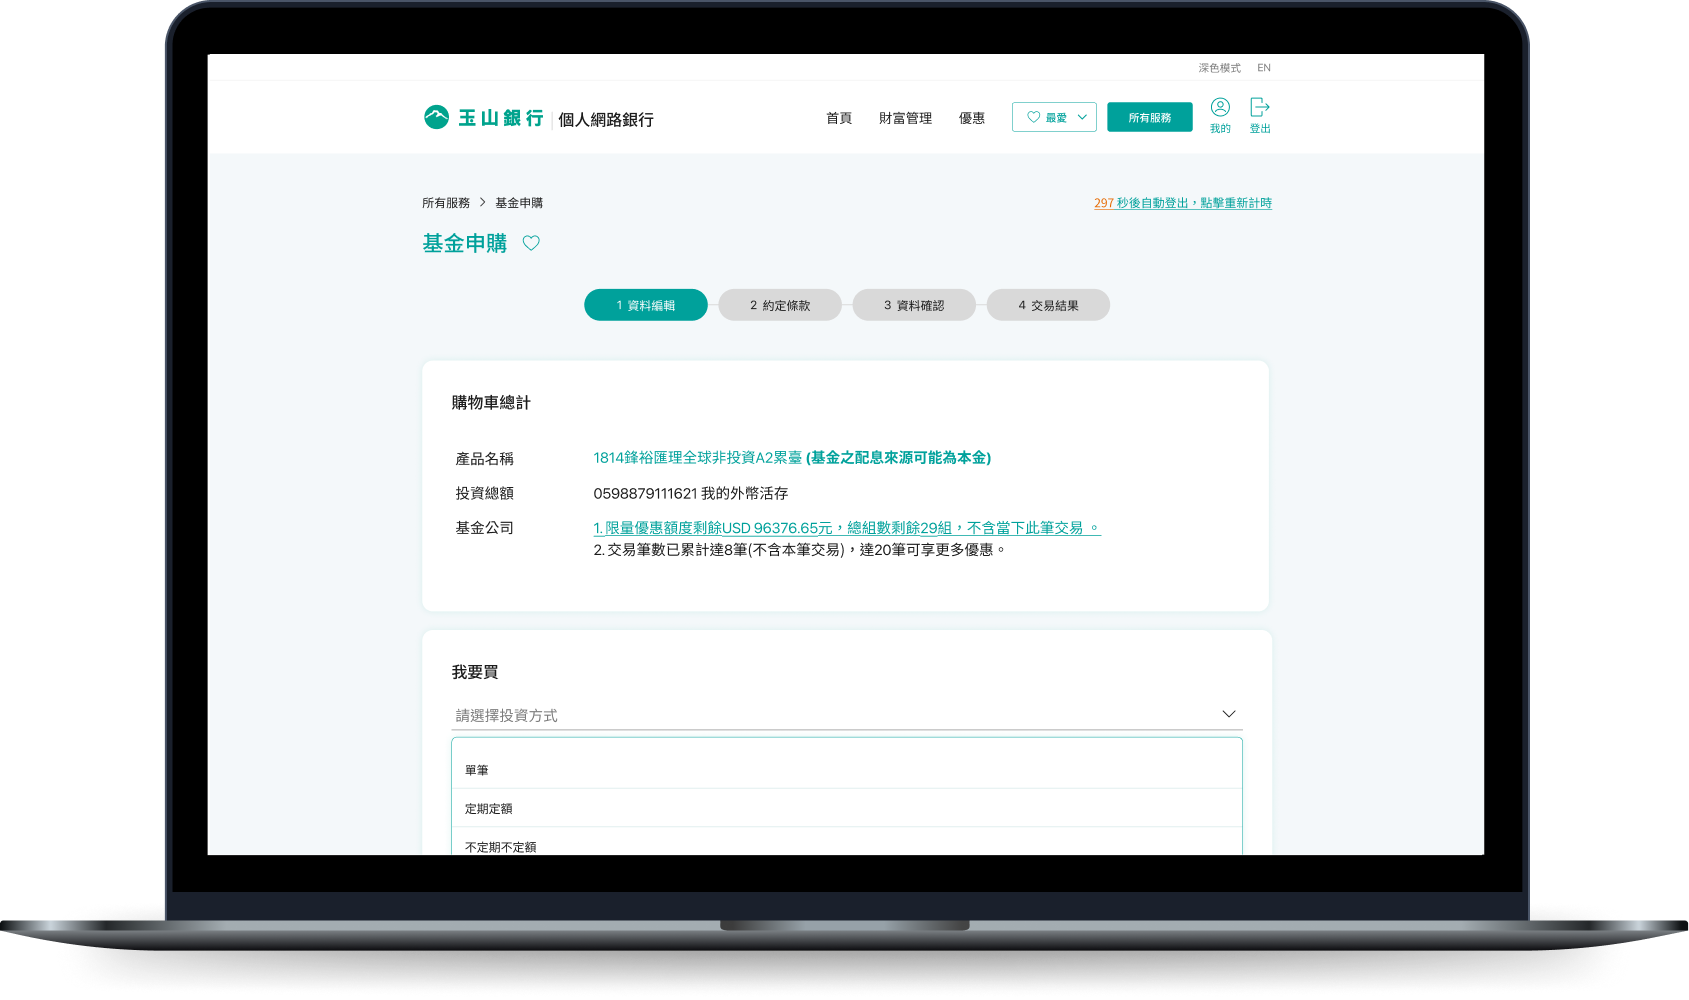 深色模式 EN
玉山銀行 個人網路銀行 首頁 財富管理 優惠 最愛 所有服務 我的 登出
所有服務 > 基金申購 297 秒後自動登出，點擊重新計時
基金申購
1 資料編輯 2 約定條款 3 資料確認 4 交易結果
購物車總計
產品名稱 1814鋒裕匯理全球非投資A2累臺 (基金之配息來源可能為本金)
投資總額 0598879111621 我的外幣活存
基金公司 1. 限量優惠額度剩餘USD 96376.65元，總組數剩餘29組，不含當下此筆交易 。
2. 交易筆數已累計達8筆(不含本筆交易)，達20筆可享更多優惠。
我要買
請選擇投資方式
單筆
定期定額
不定期不定額